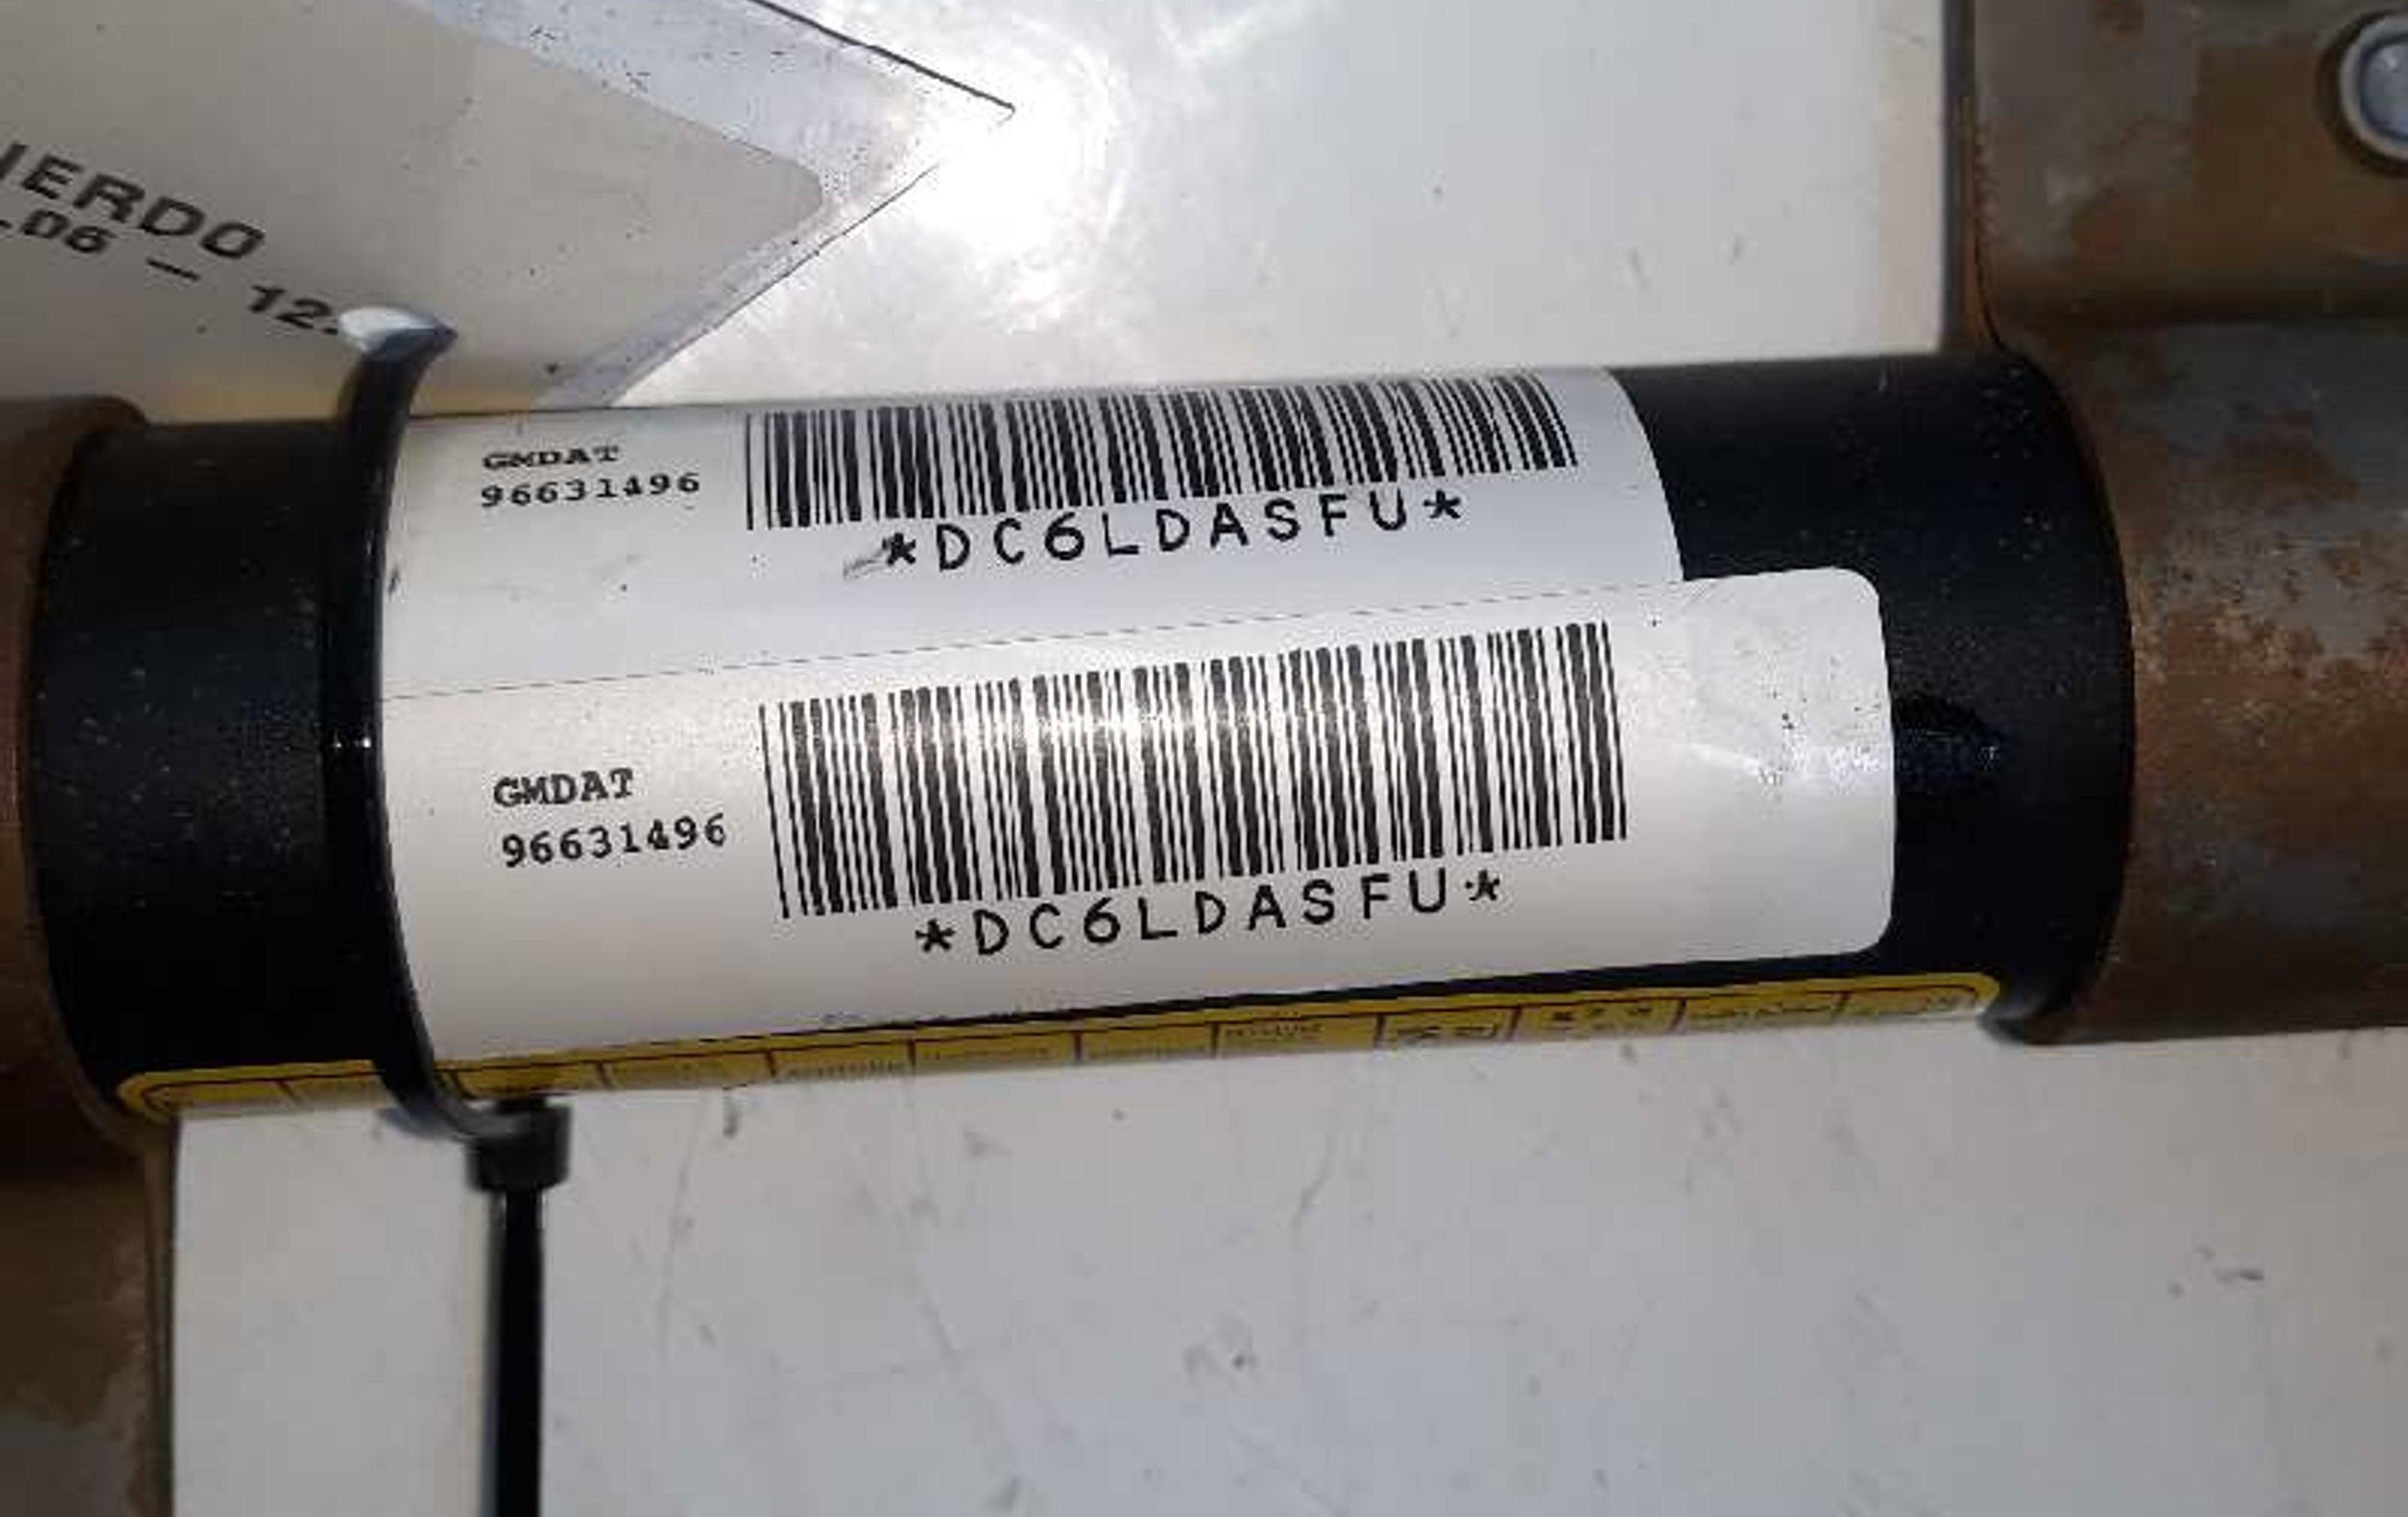 IERDO
.06 – 12.
GMDAT
96631496
*DC6LDASFU*
GMDAT
96631496
*DC6LDASFU*